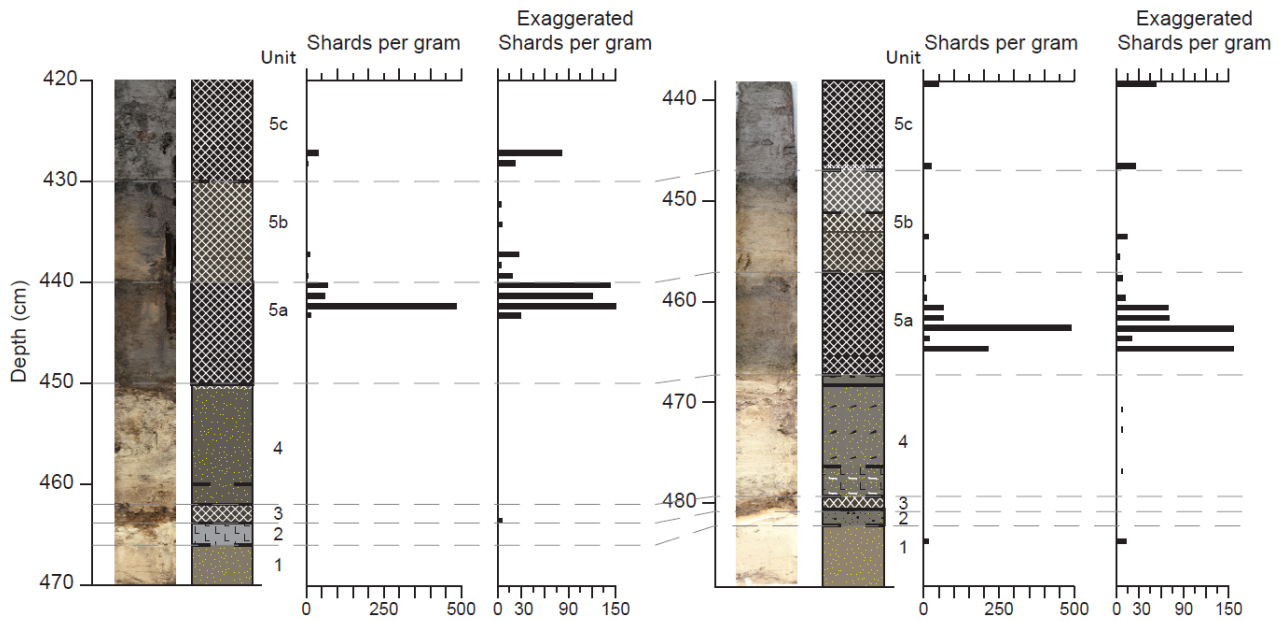 Exaggerated
Shards per gram
Shards per gram
Unit
420
430
440
450
460
470
Depth (cm)
5c
5b
5a
4
3
2
1
0
250
500
0
30
90
150
Exaggerated
Shards per gram
Shards per gram
Unit
440
450
460
470
480
5c
5b
5a
4
3
2
1
0
250
500
0
30
90
150